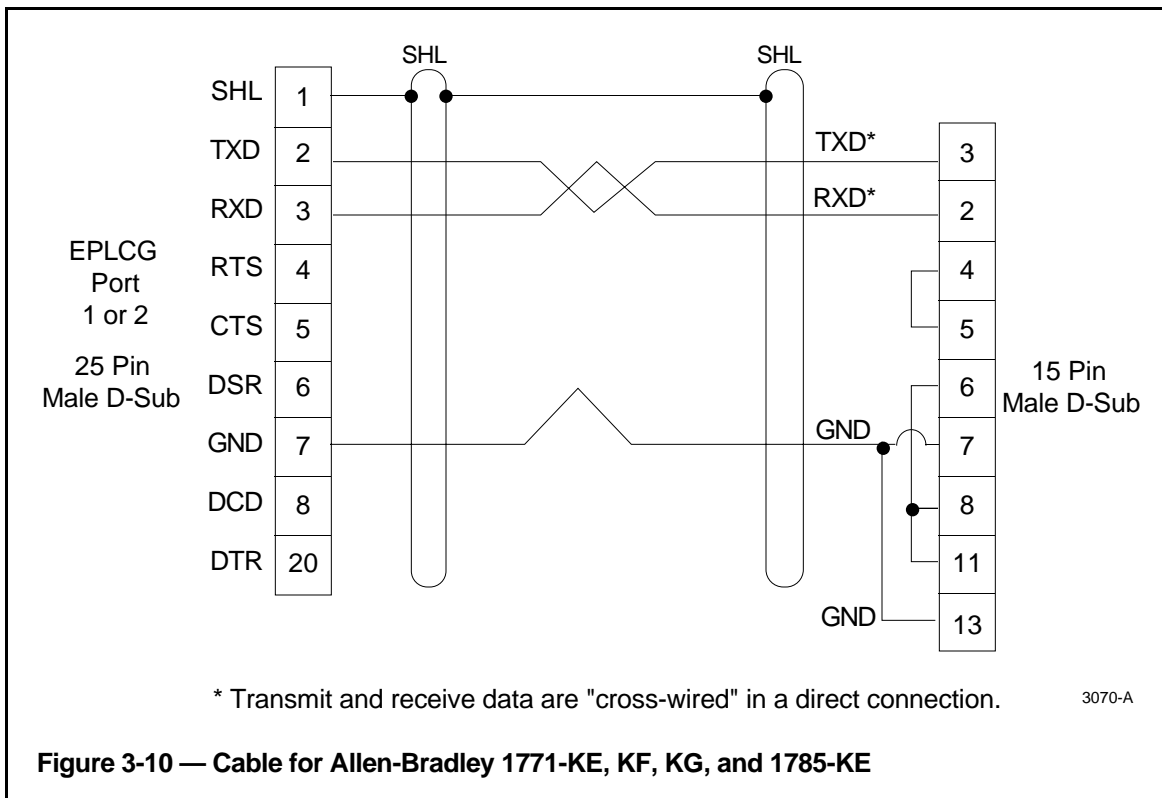 SHL
SHL
SHL 1
TXD 2
TXD* 3
RXD 3
RXD* 2
EPLCG
Port
1 or 2
25 Pin
Male D-Sub
RTS 4
4
CTS 5
5
DSR 6
6
15 Pin
Male D-Sub
GND 7
GND 7
DCD 8
8
DTR 20
11
GND 13
* Transmit and receive data are "cross-wired" in a direct connection.
3070-A
Figure 3-10 — Cable for Allen-Bradley 1771-KE, KF, KG, and 1785-KE